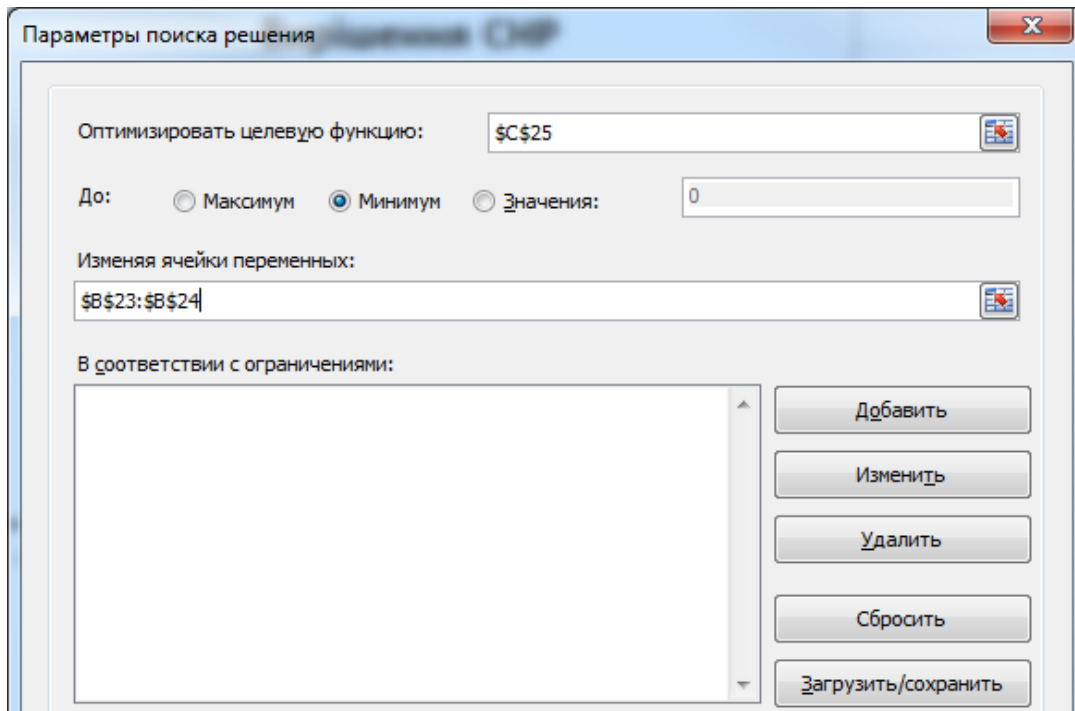 Параметры поиска решения
Оптимизировать целевую функцию:
$C$25
До:
Максимум
Минимум
Значения:
0
Изменяя ячейки переменных:
$B$23:$B$24
В соответствии с ограничениями:
Добавить
Изменить
Удалить
Сбросить
Загрузить/сохранить